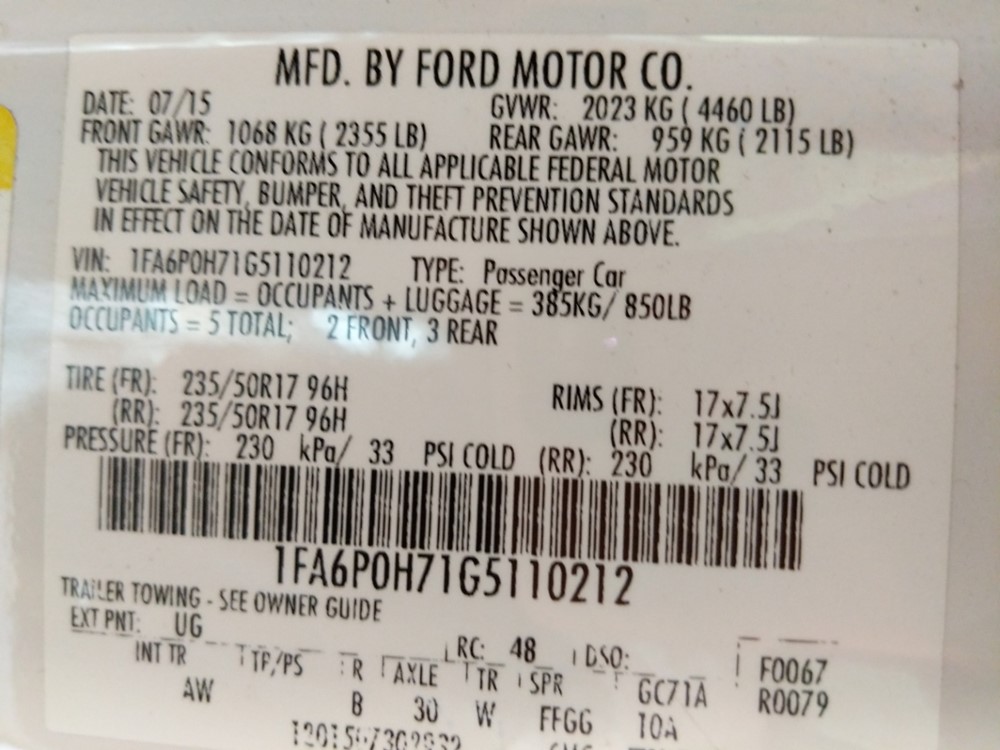 MFD. BY FORD MOTOR CO.
DATE: 07/15 GVWR: 2023 KG ( 4460 LB)
FRONT GAWR: 1068 KG ( 2355 LB) REAR GAWR: 959 KG ( 2115 LB)
THIS VEHICLE CONFORMS TO ALL APPLICABLE FEDERAL MOTOR
VEHICLE SAFETY, BUMPER, AND THEFT PREVENTION STANDARDS
IN EFFECT ON THE DATE OF MANUFACTURE SHOWN ABOVE.
VIN: 1FA6P0H71G5110212 TYPE: Passenger Car
MAXIMUM LOAD = OCCUPANTS + LUGGAGE = 385KG/ 850LB
OCCUPANTS = 5 TOTAL; 2 FRONT, 3 REAR
TIRE (FR): 235/50R17 96H RIMS (FR): 17x7.5J
(RR): 235/50R17 96H (RR): 17x7.5J
PRESSURE (FR): 230 kPa/ 33 PSI COLD (RR): 230 kPa/ 33 PSI COLD
1FA6P0H71G5110212
TRAILER TOWING - SEE OWNER GUIDE
EXT PNT: UG RC: 48 DSO: F0067
INT TR TP/PS R AXLE TR SPR GC71A R0079
AW B 30 W FFGG TOA